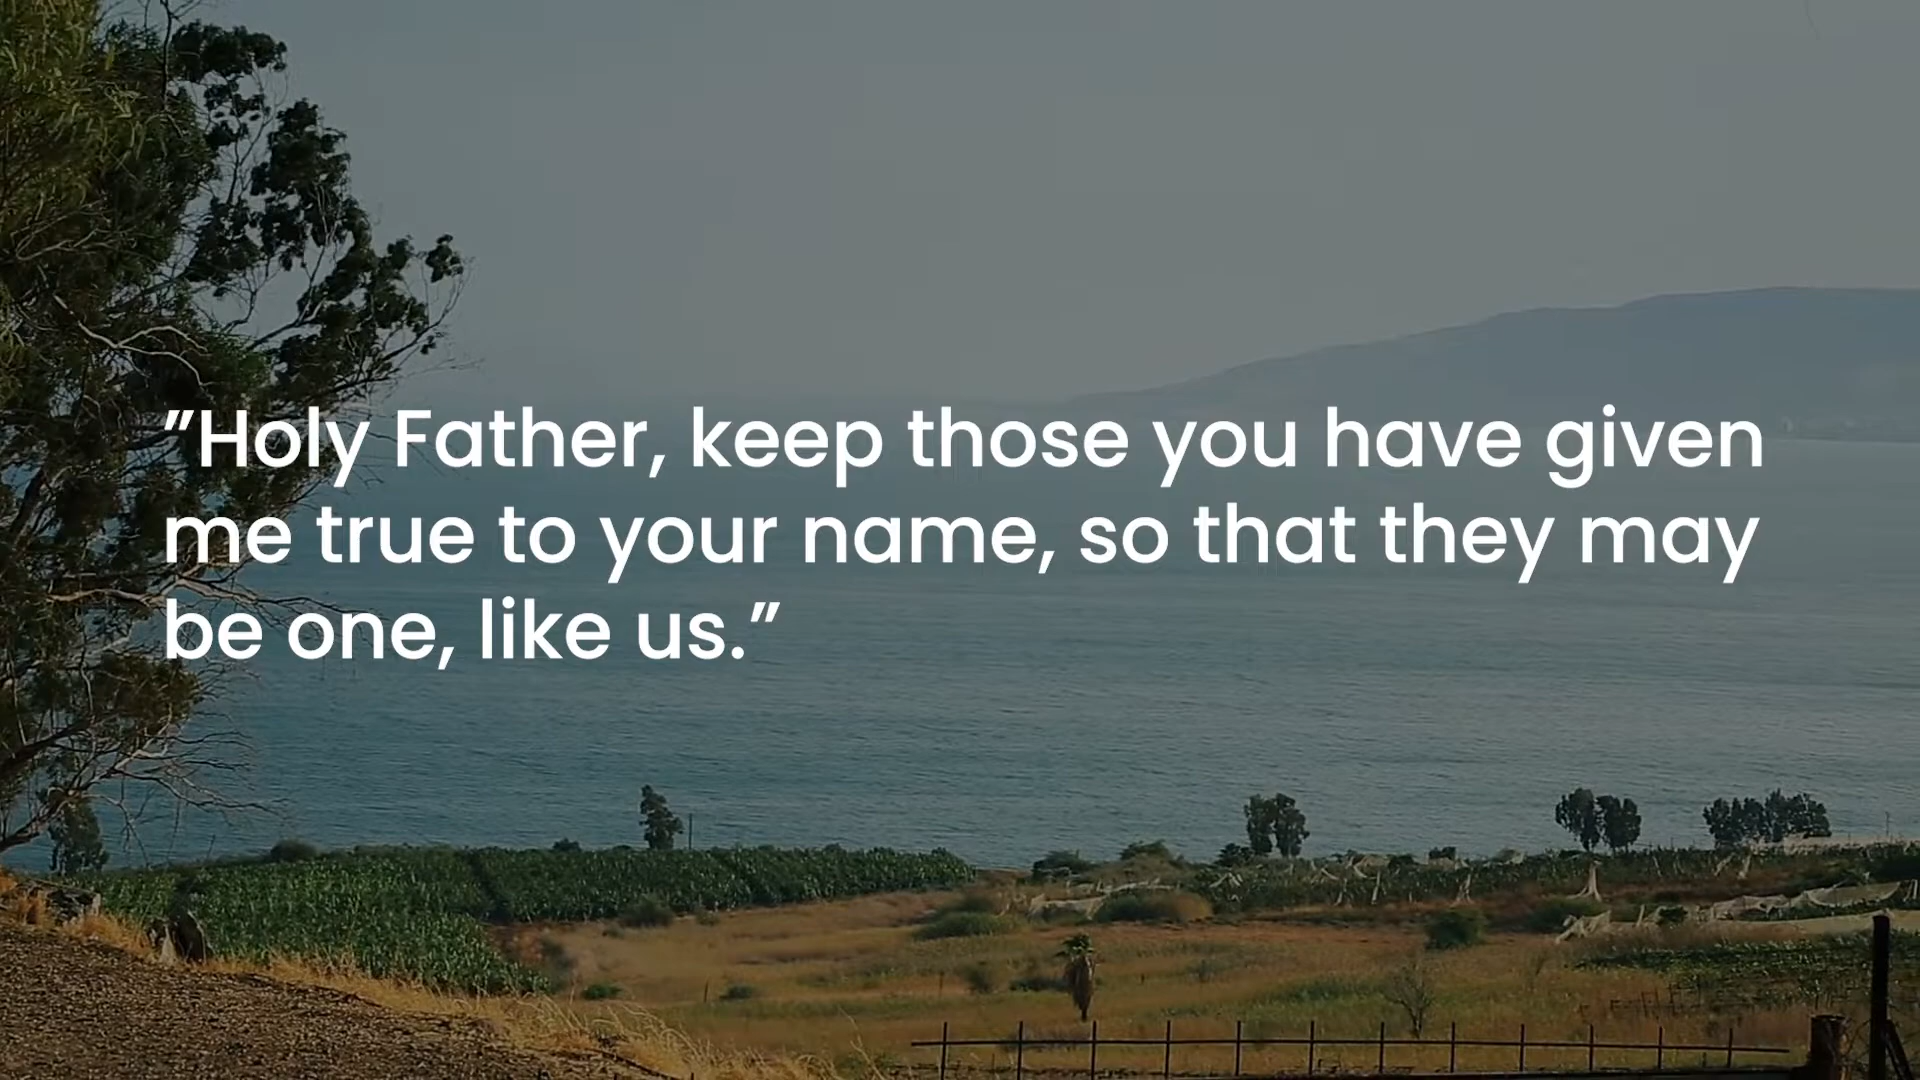 ”Holy Father, keep those you have given
me true to your name, so that they may
be one, like us.”